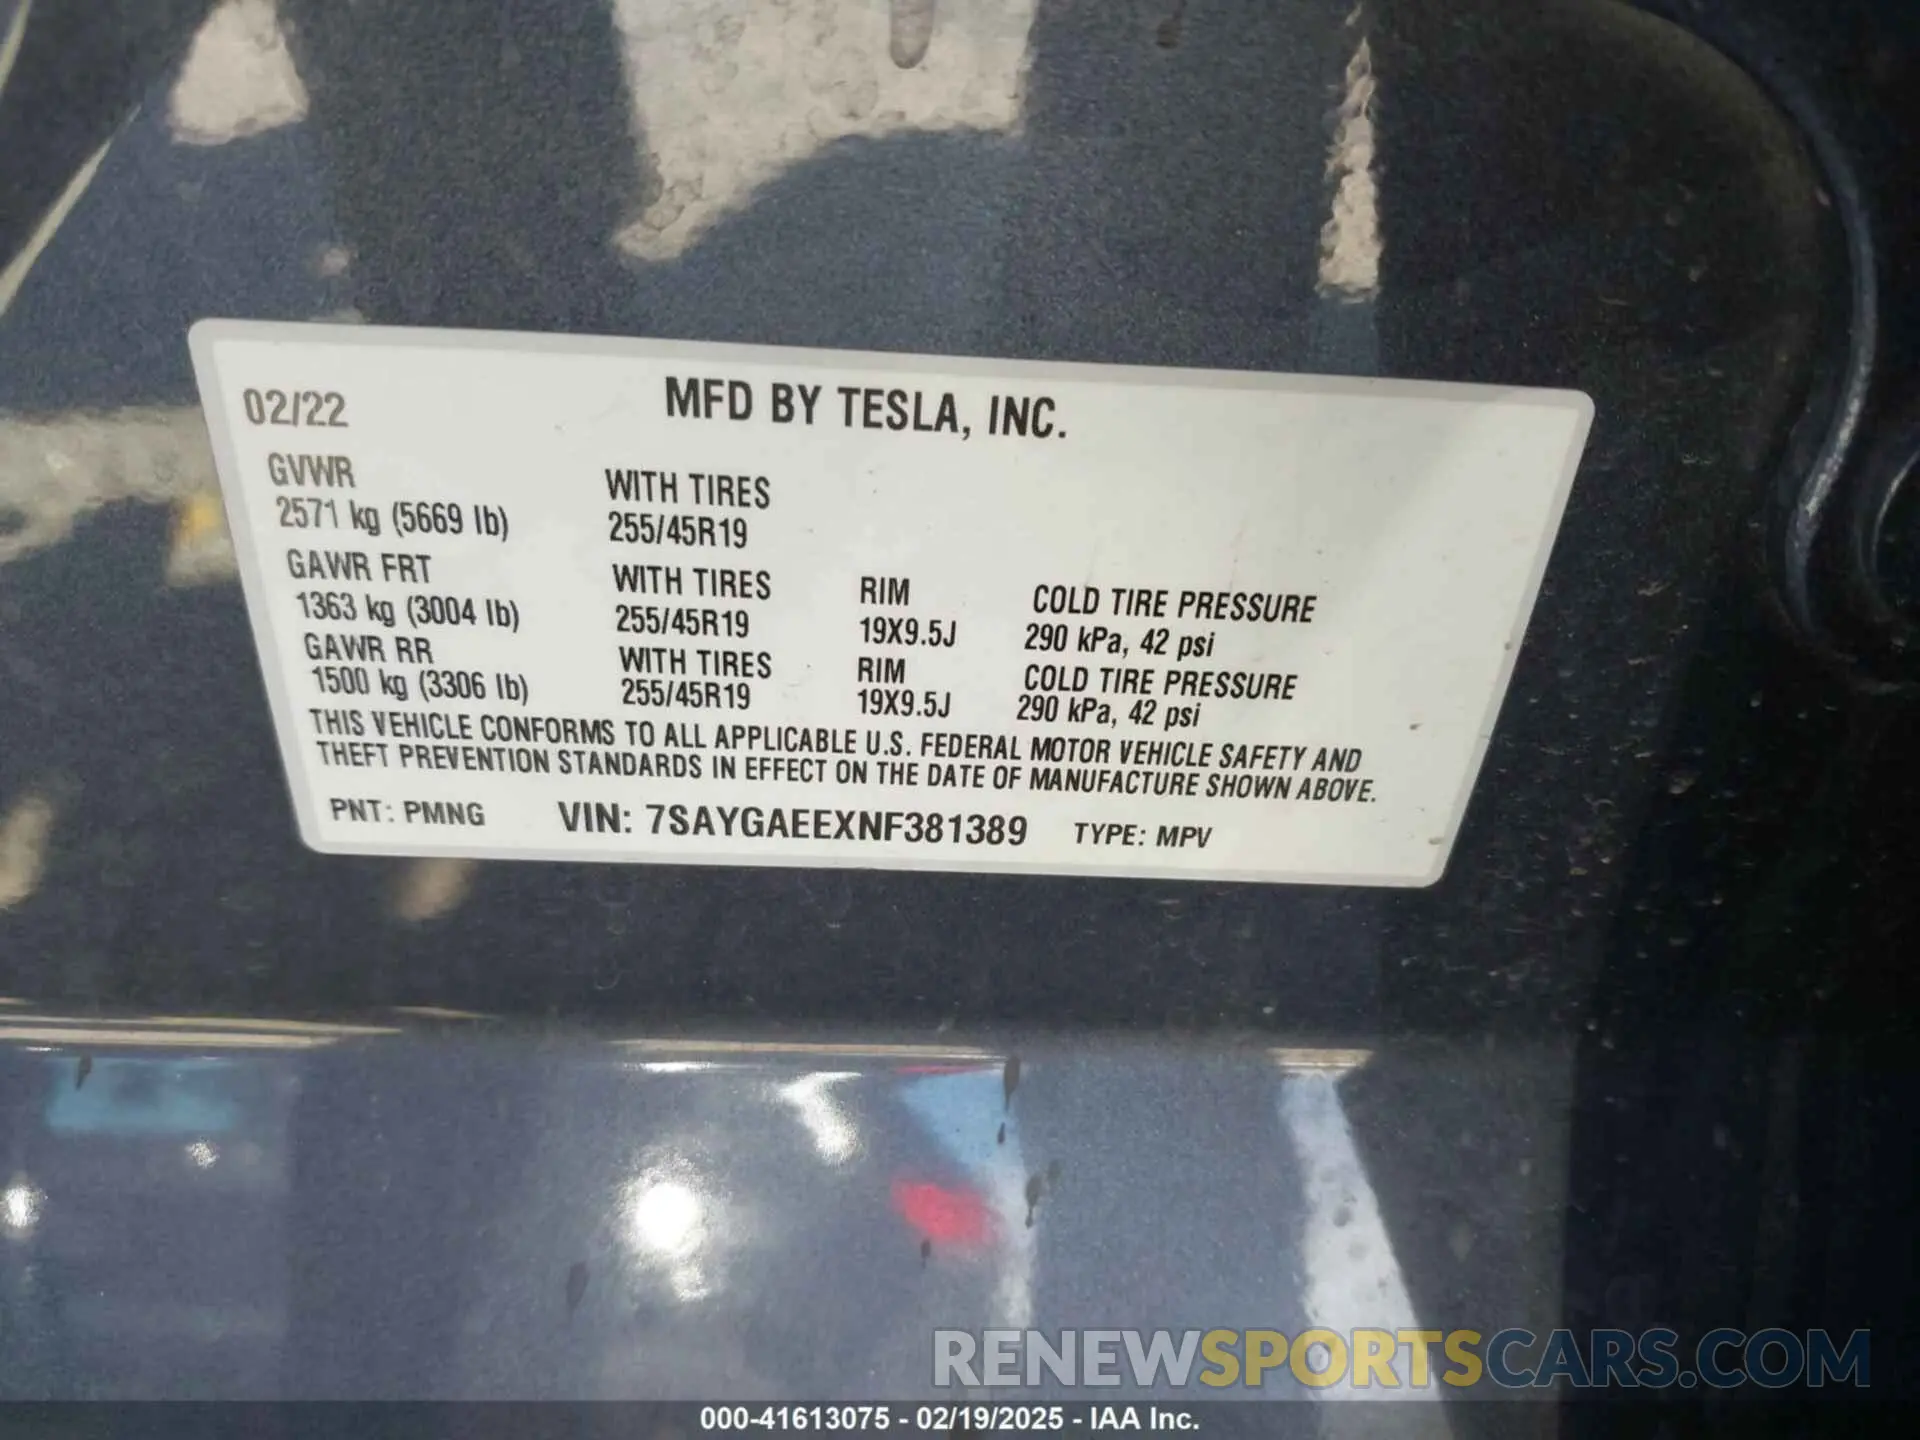 02/22 MFD BY TESLA, INC.
GVWR WITH TIRES
2571 kg (5669 lb) 255/45R19
GAWR FRT WITH TIRES RIM COLD TIRE PRESSURE
1363 kg (3004 lb) 255/45R19 19X9.5J 290 kPa, 42 psi
GAWR RR WITH TIRES RIM COLD TIRE PRESSURE
1500 kg (3306 lb) 255/45R19 19X9.5J 290 kPa, 42 psi
THIS VEHICLE CONFORMS TO ALL APPLICABLE U.S. FEDERAL MOTOR VEHICLE SAFETY AND
THEFT PREVENTION STANDARDS IN EFFECT ON THE DATE OF MANUFACTURE SHOWN ABOVE.
PNT: PMNG VIN: 7SAYGAEEXNF381389 TYPE: MPV
RENEWSPORTSCARS.COM
000-41613075 - 02/19/2025 - IAA Inc.